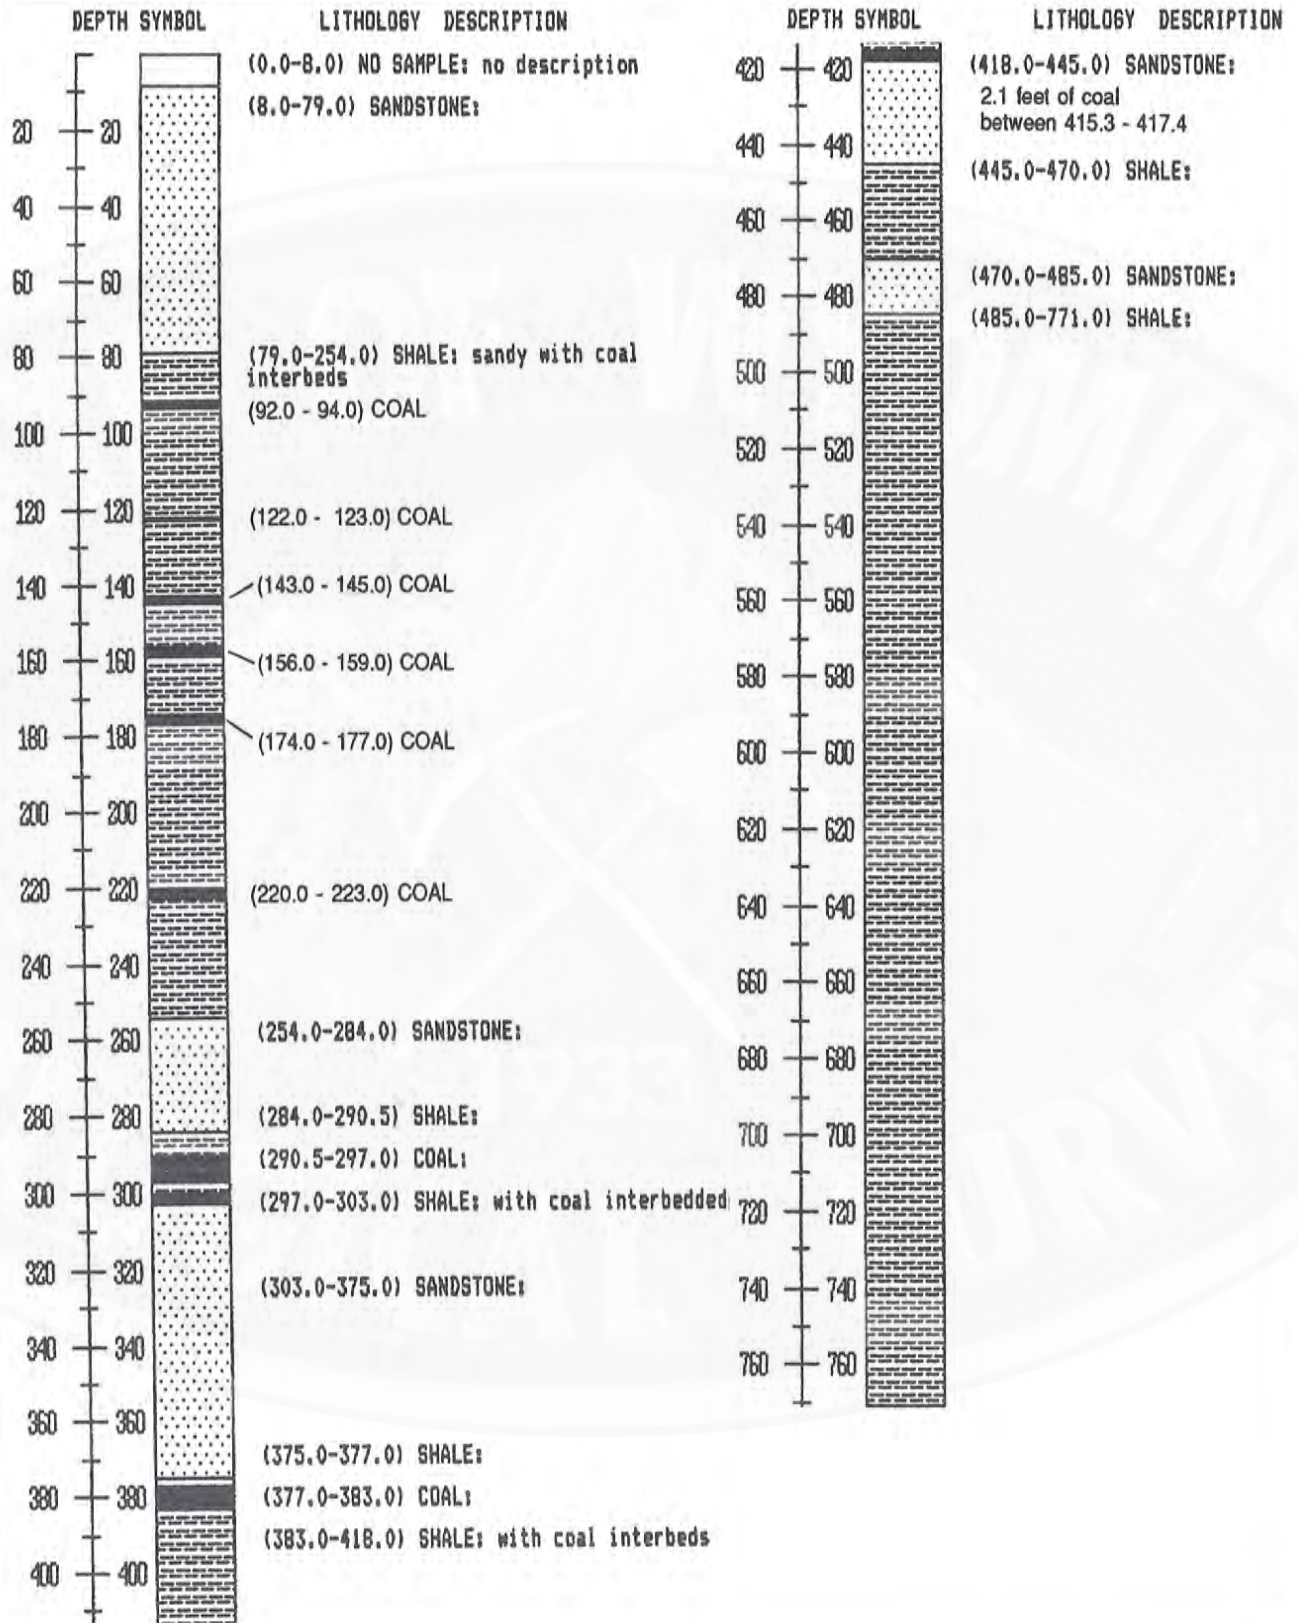 DEPTH SYMBOL LITHOLOGY DESCRIPTION
(0.0-8.0) NO SAMPLE: no description
(8.0-79.0) SANDSTONE:
20 20
40 40
60 60
80 80
(79.0-254.0) SHALE: sandy with coal
interbeds
(92.0 - 94.0) COAL
100 100
120 120
(122.0 - 123.0) COAL
140 140
(143.0 - 145.0) COAL
160 160
(156.0 - 159.0) COAL
180 180
(174.0 - 177.0) COAL
200 200
220 220
(220.0 - 223.0) COAL
240 240
260 260
(254.0-284.0) SANDSTONE:
280 280
(284.0-290.5) SHALE:
(290.5-297.0) COAL:
300 300
(297.0-303.0) SHALE: with coal interbedded
320 320
(303.0-375.0) SANDSTONE:
340 340
360 360
(375.0-377.0) SHALE:
380 380
(377.0-383.0) COAL:
(383.0-418.0) SHALE: with coal interbeds
400 400
DEPTH SYMBOL LITHOLOGY DESCRIPTION
420 420
(418.0-445.0) SANDSTONE:
2.1 feet of coal
between 415.3 - 417.4
440 440
(445.0-470.0) SHALE:
460 460
(470.0-485.0) SANDSTONE:
480 480
(485.0-771.0) SHALE:
500 500
520 520
540 540
560 560
580 580
600 600
620 620
640 640
660 660
680 680
700 700
720 720
740 740
760 760
1933